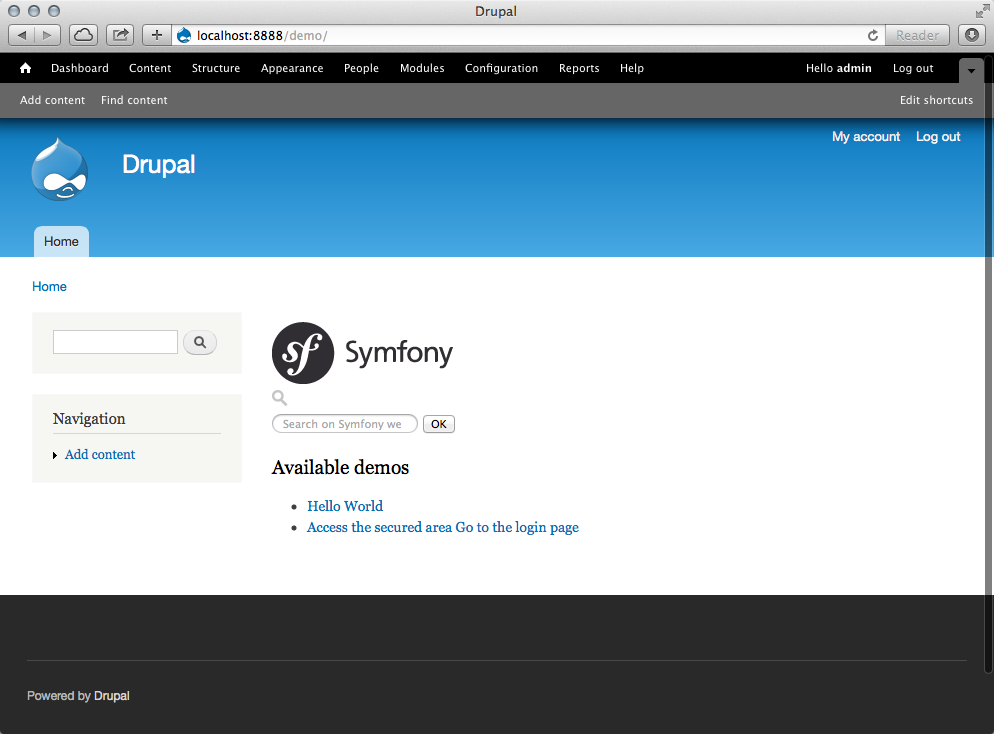 Drupal
localhost:8888/demo/
Reader
Dashboard Content Structure Appearance People Modules Configuration Reports Help Hello admin Log out
Add content Find content Edit shortcuts
My account Log out
Drupal
Home
Home
sf Symfony
Search on Symfony we OK
Navigation
Add content
Available demos
Hello World
Access the secured area Go to the login page
Powered by Drupal